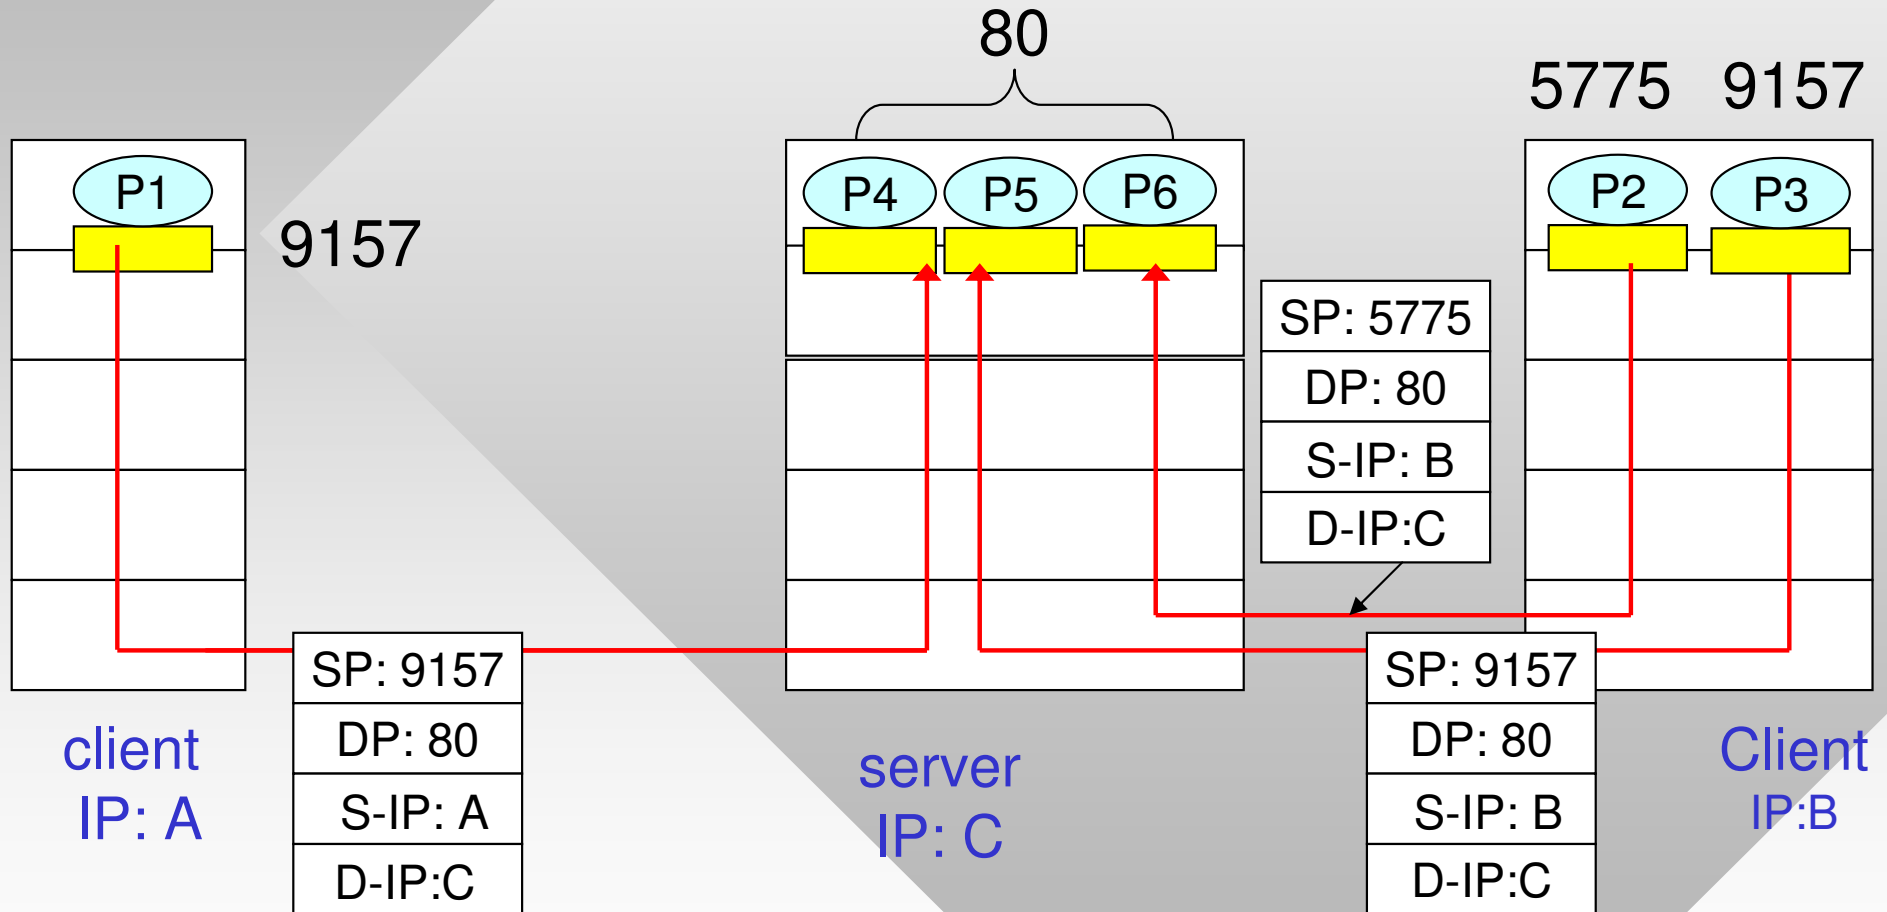 80
5775 9157
P1
9157
P4 P5 P6
P2 P3
SP: 5775
DP: 80
S-IP: B
D-IP:C
SP: 9157
DP: 80
S-IP: A
D-IP:C
SP: 9157
DP: 80
S-IP: B
D-IP:C
client
IP: A
server
IP: C
Client
IP:B